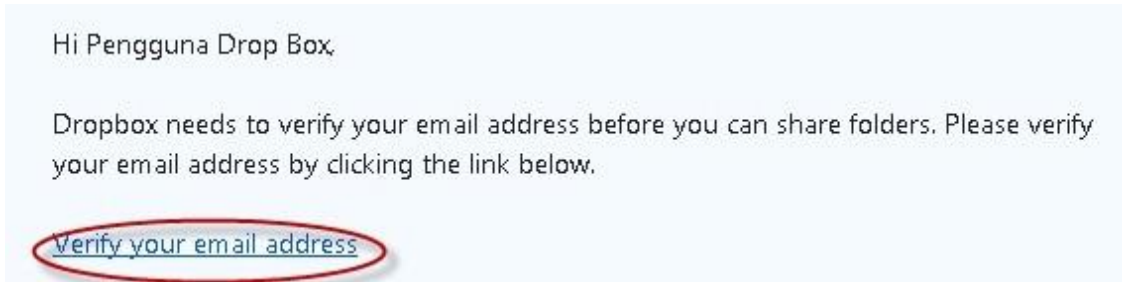 Hi Pengguna Drop Box,
Dropbox needs to verify your email address before you can share folders. Please verify
your email address by clicking the link below.
Verify your email address